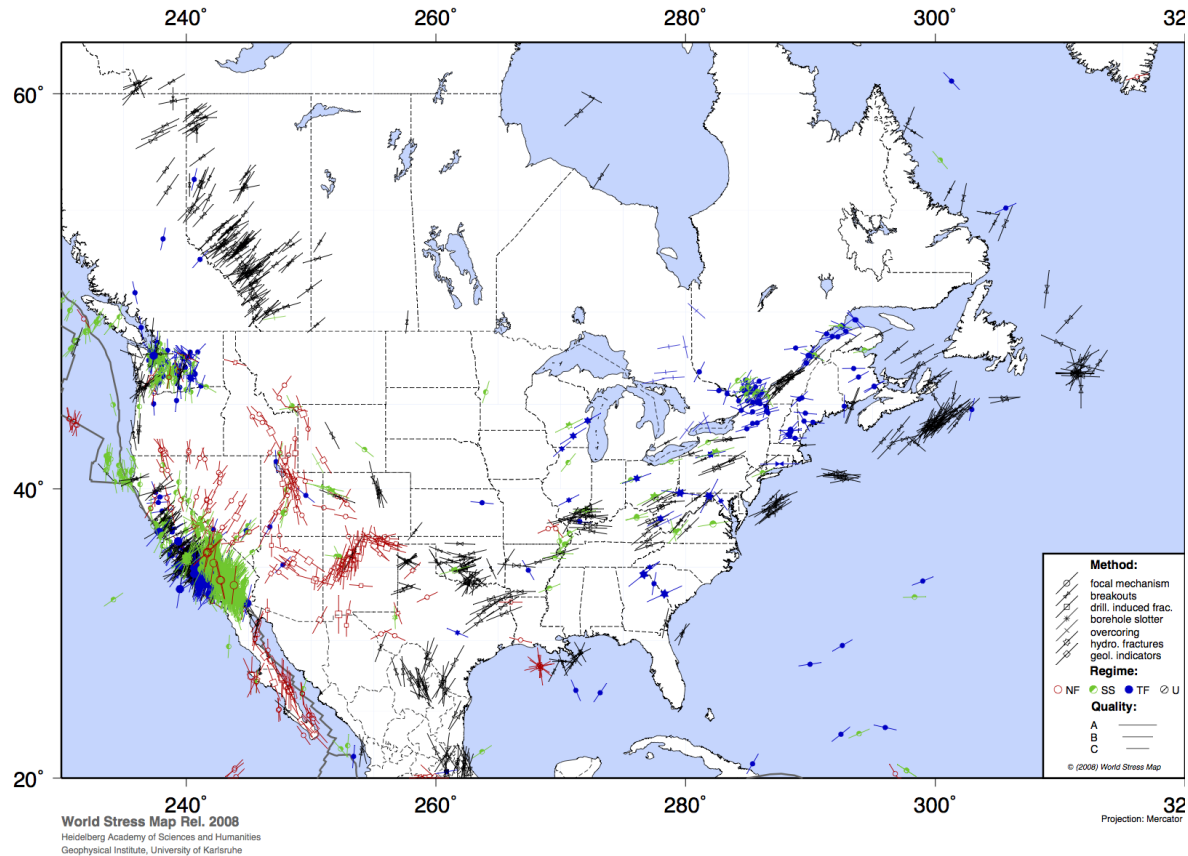 240˚ 260˚ 280˚ 300˚ 320
60˚
40˚
20˚
Method:
focal mechanism
breakouts
drill. induced frac.
borehole slotter
overcoring
hydro. fractures
geol. indicators
Regime:
NF SS TF U
Quality:
A
B
C
© (2008) World Stress Map
240˚ 260˚ 280˚ 300˚ 32
World Stress Map Rel. 2008
Projection: Mercator
Heidelberg Academy of Sciences and Humanities
Geophysical Institute, University of Karlsruhe